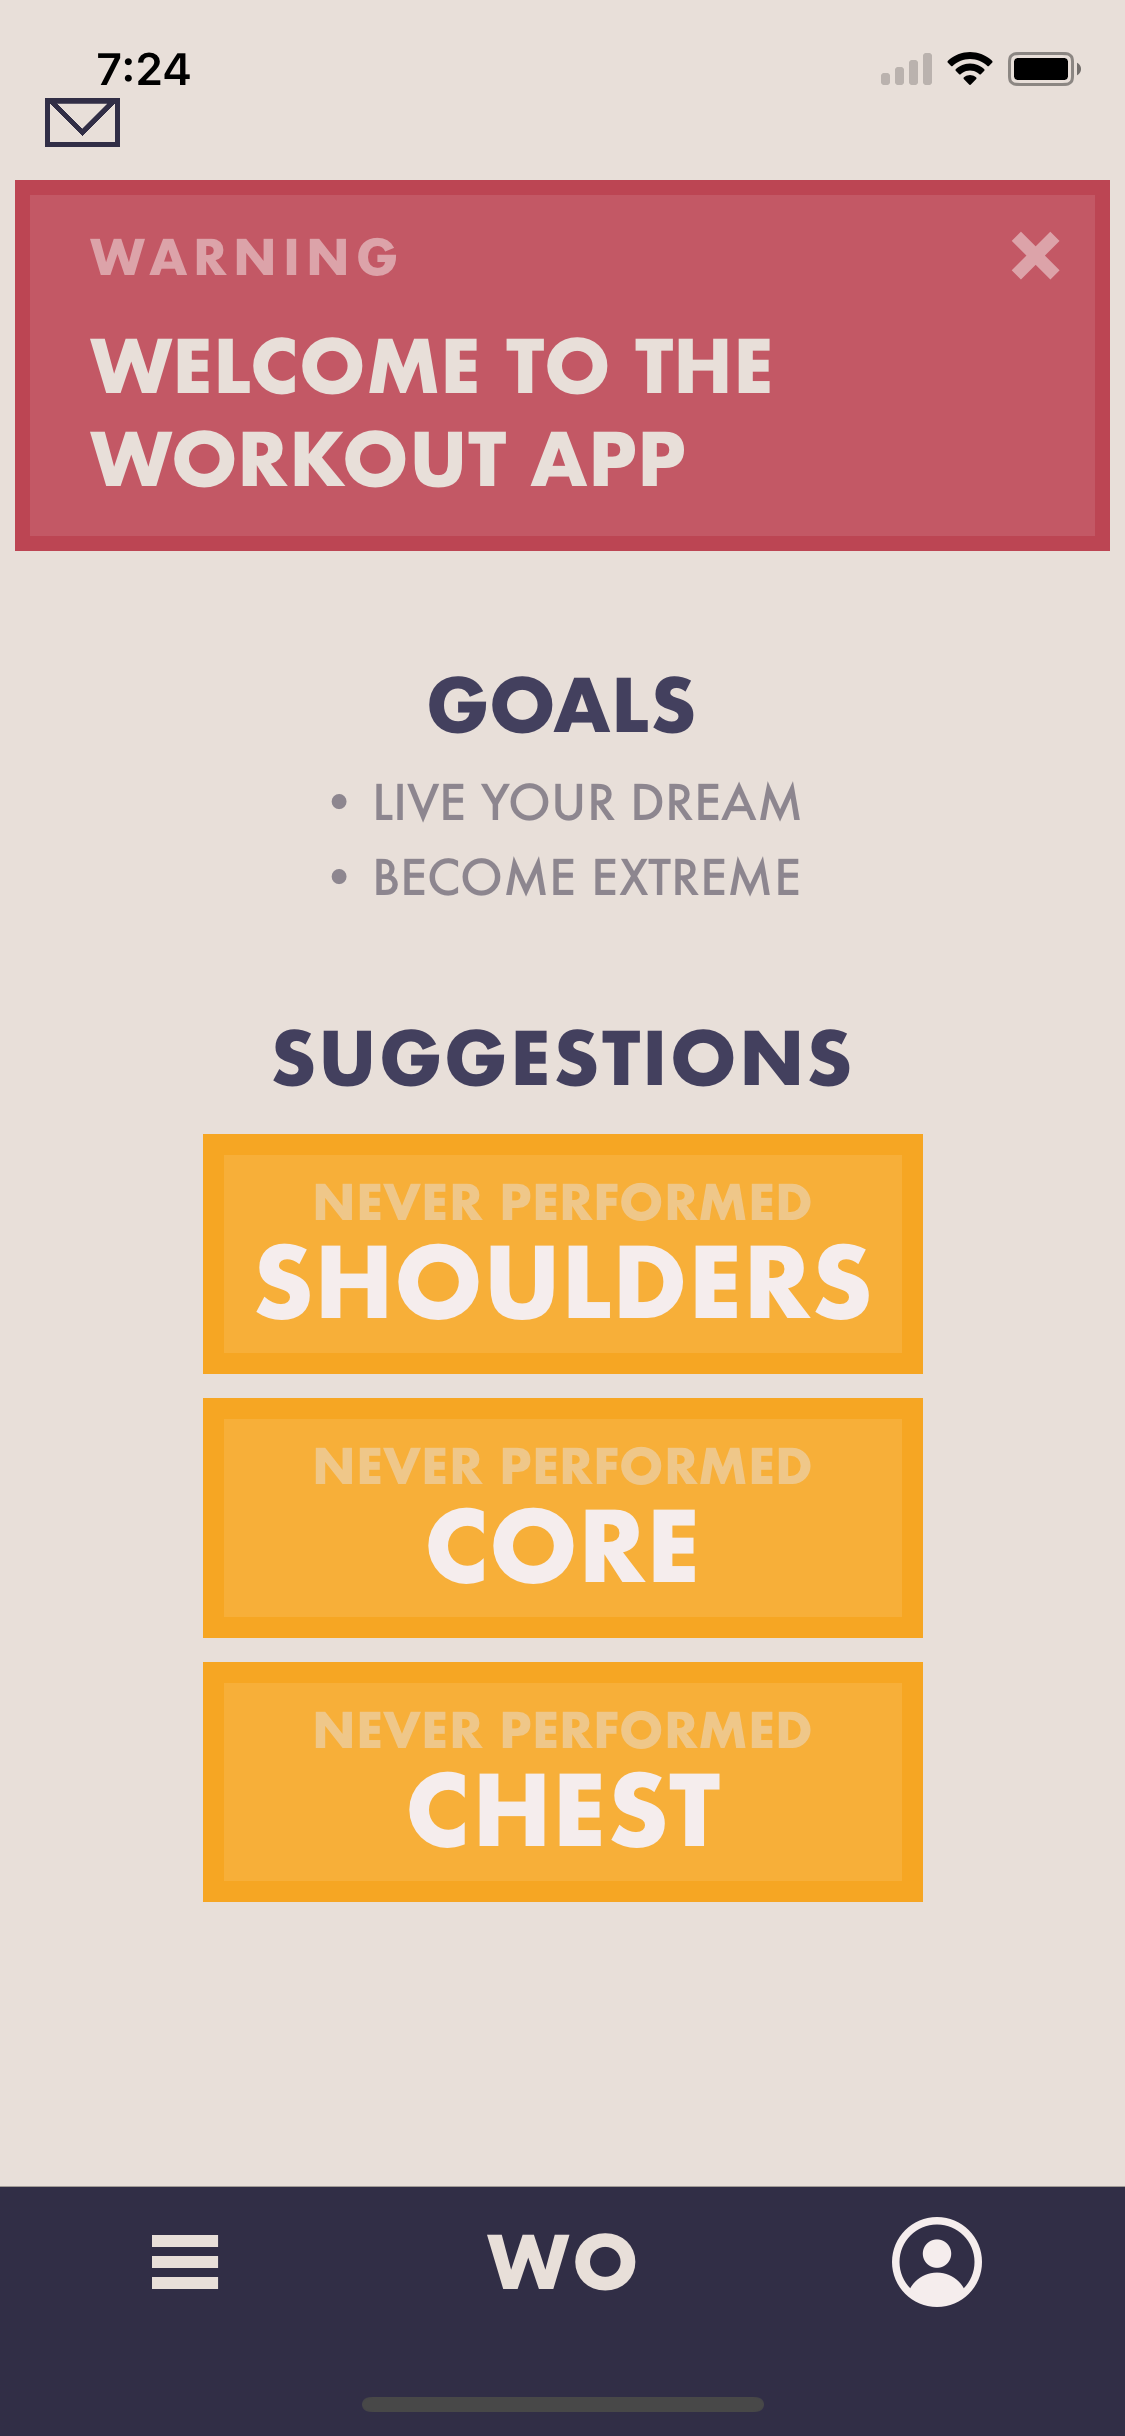 7:24
WARNING
WELCOME TO THE
WORKOUT APP
GOALS
• LIVE YOUR DREAM
• BECOME EXTREME
SUGGESTIONS
NEVER PERFORMED
SHOULDERS
NEVER PERFORMED
CORE
NEVER PERFORMED
CHEST
WO